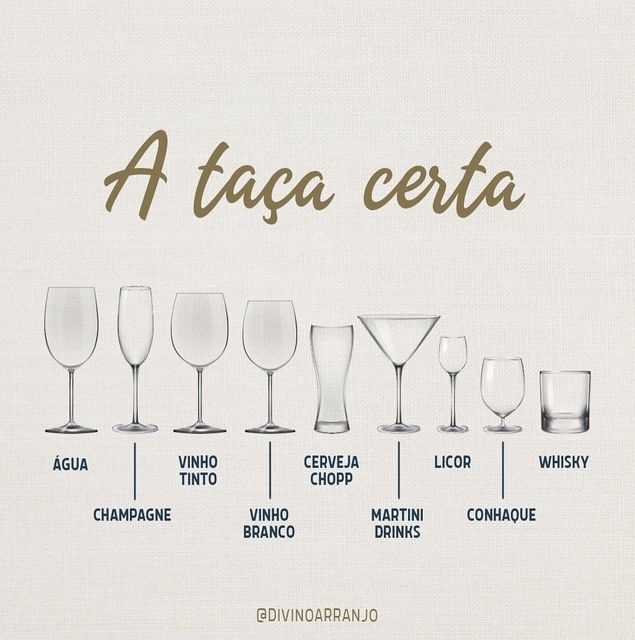 A taça certa
ÁGUA
CHAMPAGNE
VINHO
TINTO
VINHO
BRANCO
CERVEJA
CHOPP
MARTINI
DRINKS
LICOR
CONHAQUE
WHISKY
@DIVINOARRANJO